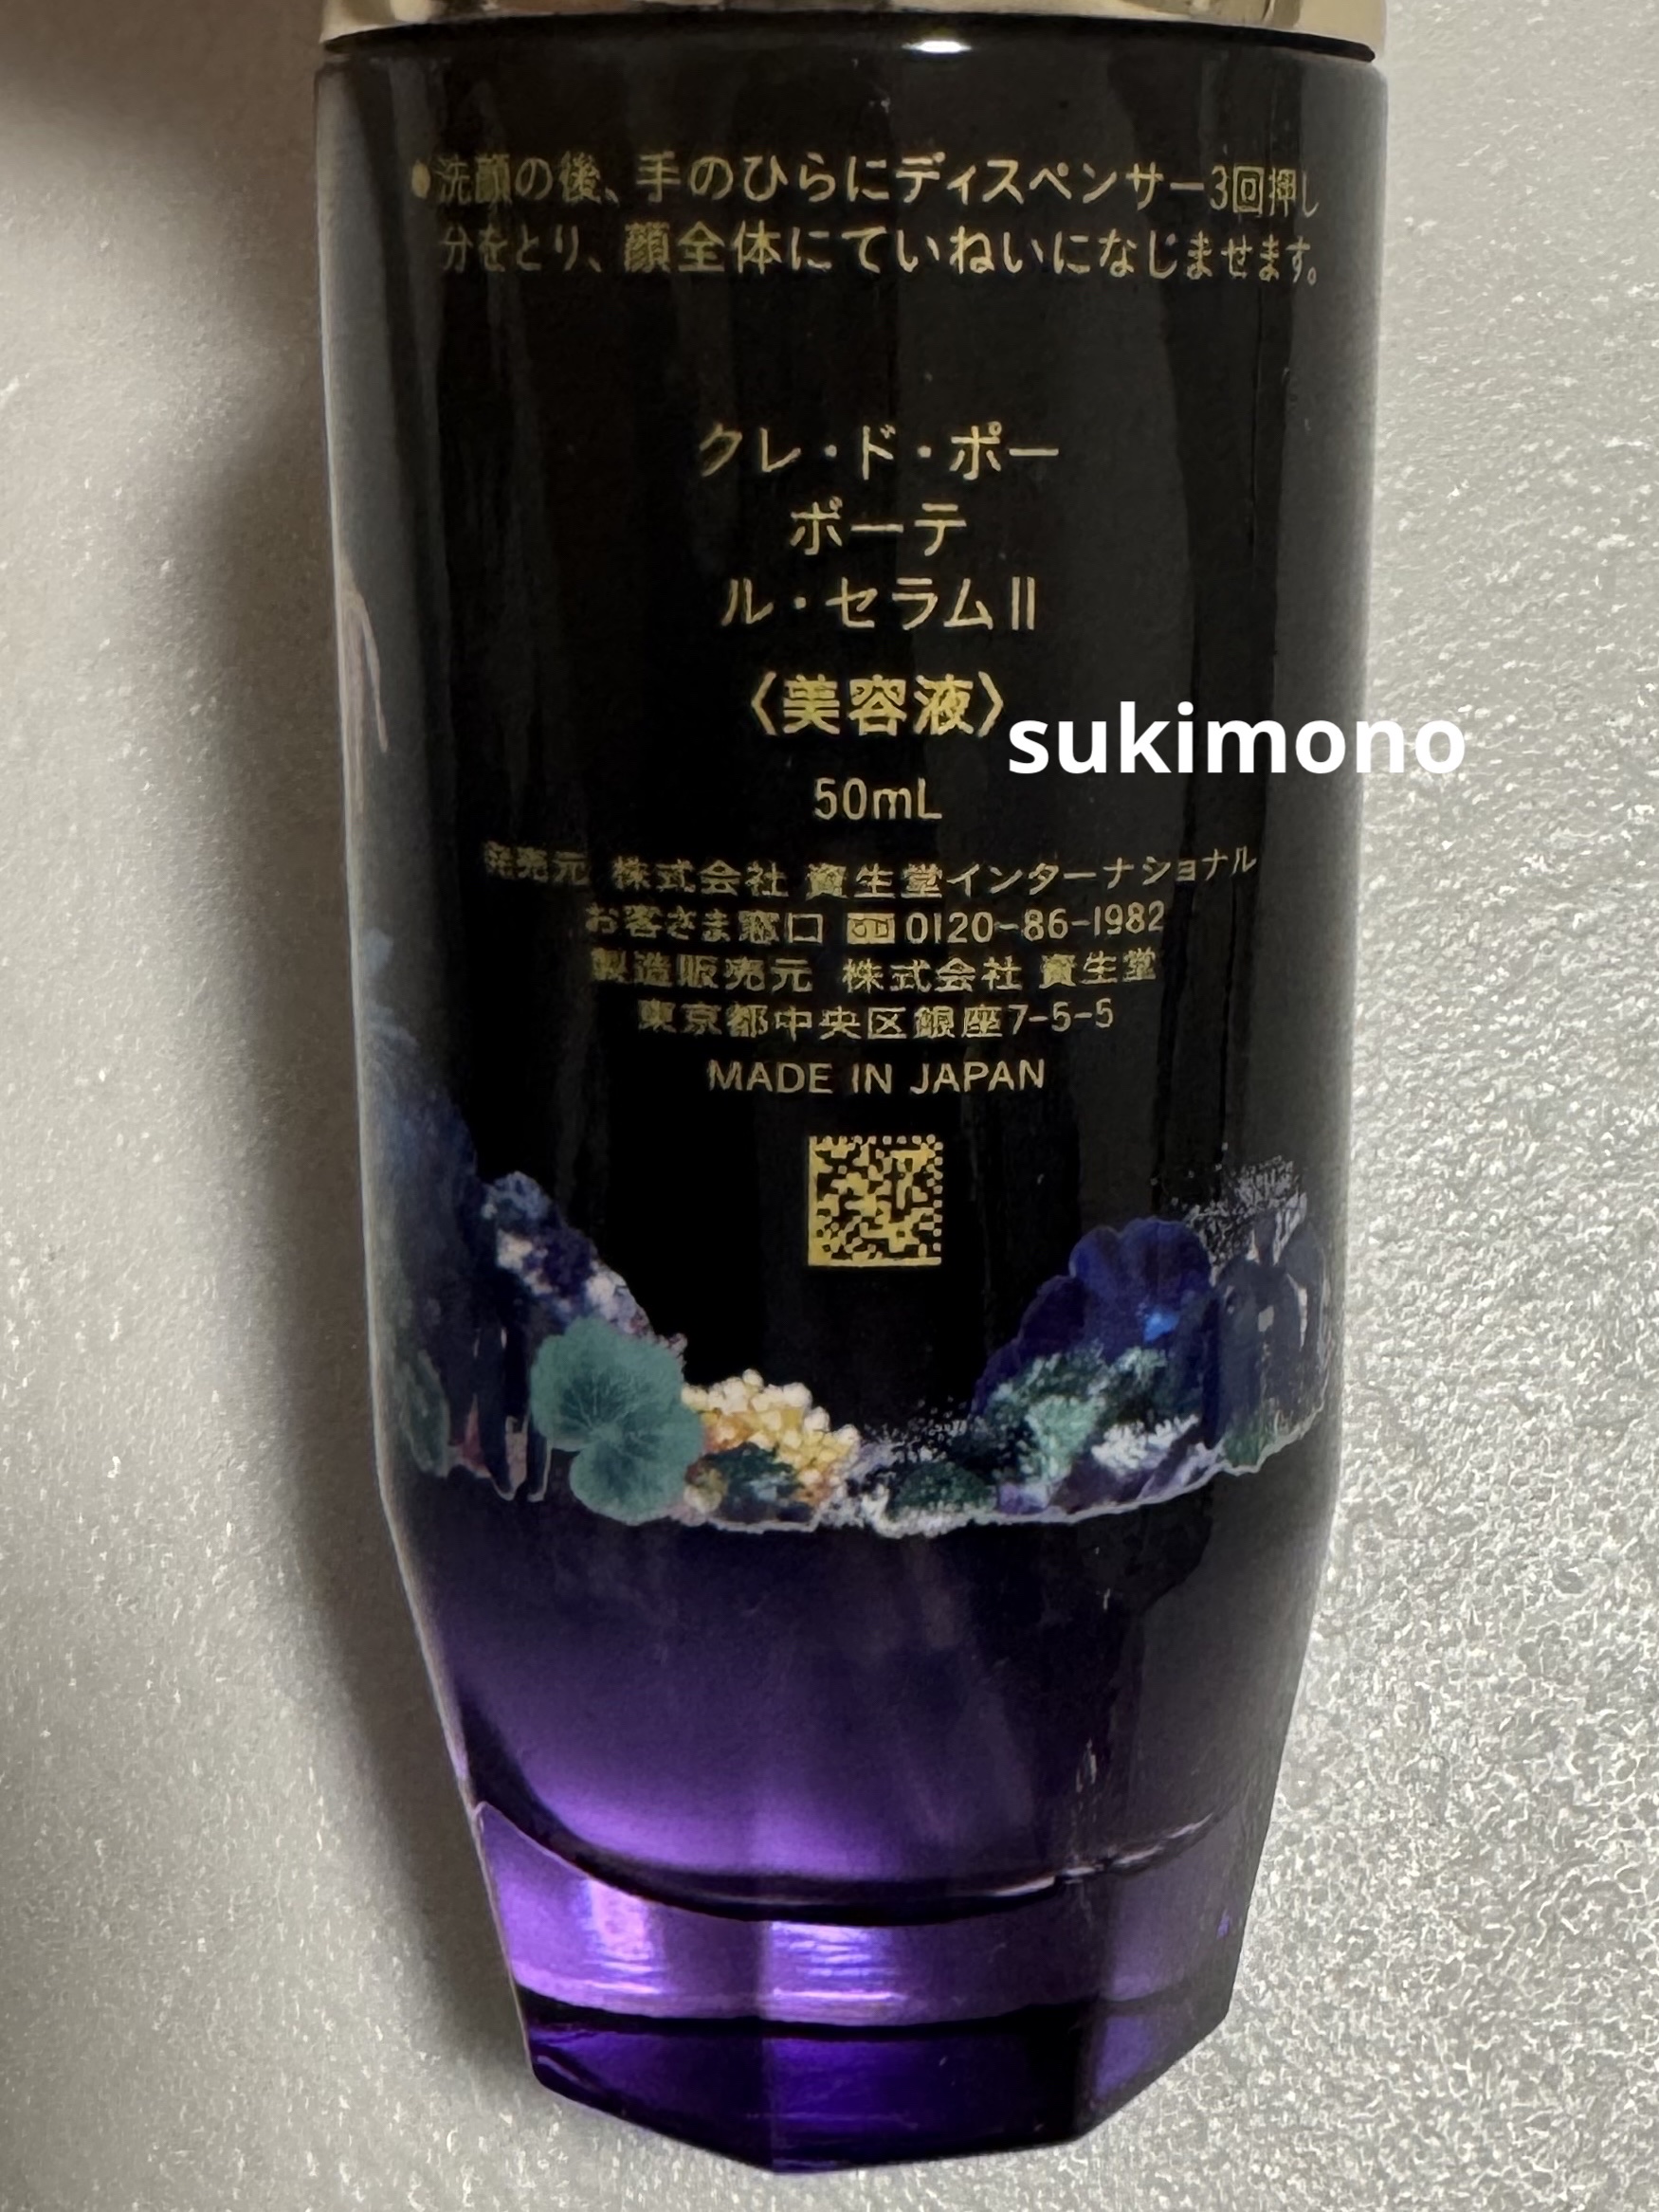 ●洗顔の後、手のひらにディスペンサー3回押し
分をとり、顔全体にていねいになじませます。
クレ・ド・ポー
ボーテ
ル・セラムⅡ
〈美容液〉
sukimono
50mL
発売元 株式会社 資生堂インターナショナル
お客さま窓口 0120-86-1982
製造販売元 株式会社 資生堂
東京都中央区銀座7-5-5
MADE IN JAPAN